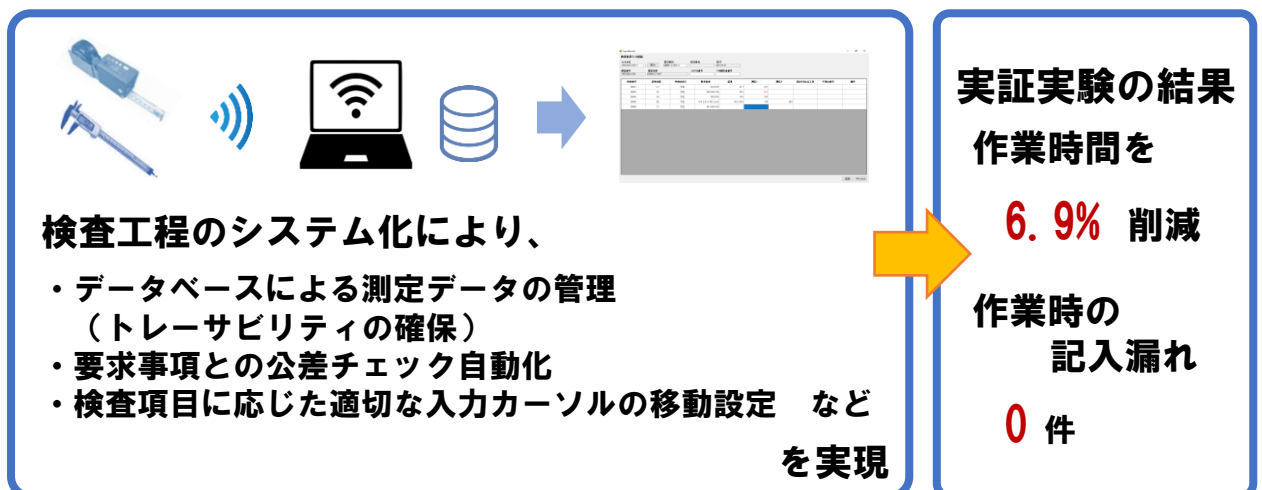 検査工程のシステム化により、
・データベースによる測定データの管理
（トレーサビリティの確保）
・要求事項との公差チェック自動化
・検査項目に応じた適切な入力カーソルの移動設定　など
を実現
実証実験の結果
作業時間を
6.9% 削減
作業時の
記入漏れ
0 件